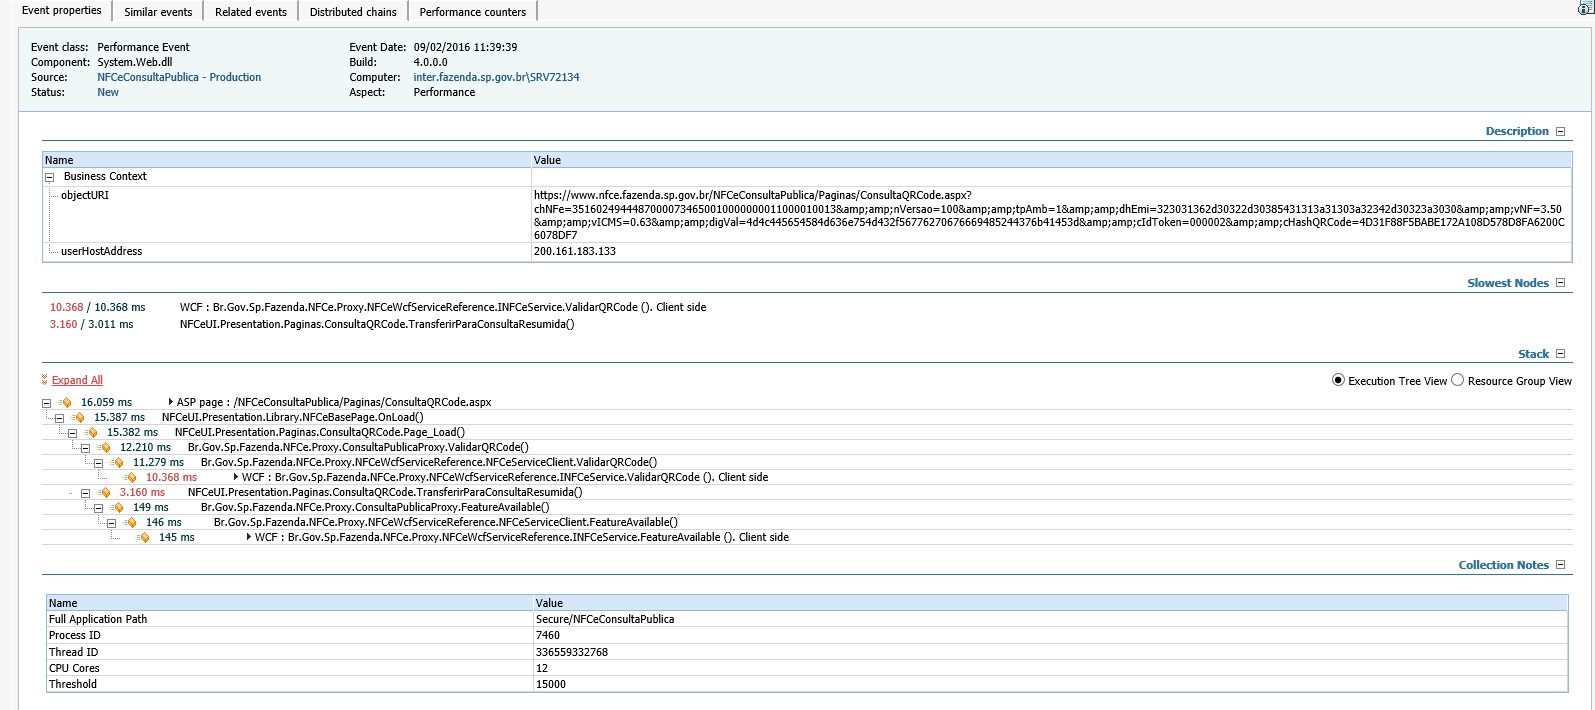 Event properties
Similar events
Related events
Distributed chains
Performance counters
Event class: Performance Event
Event Date: 09/02/2016 11:39:39
Component: System.Web.dll
Build: 4.0.0.0
Source: NFCeConsultaPublica - Production
Computer: inter.fazenda.sp.gov.br\SRV72134
Status: New
Aspect: Performance
Description
Name Value
Business Context
objectURI
https://www.nfce.fazenda.sp.gov.br/NFCeConsultaPublica/Paginas/ConsultaQRCode.aspx?
chNFe=35160249444870000734650010000000011000010013&amp;amp;nVersao=100&amp;amp;tpAmb=1&amp;amp;dhEmi=323031362d30322d30385431313a31303a32342d30323a3030&amp;amp;vNF=3.50
&amp;amp;vICMS=0.63&amp;amp;digVal=4d4c445654584d636e754d432f56776270676669485244376b41453d&amp;amp;cIdToken=000002&amp;amp;cHashQRCode=4D31F88F5BABE172A108D578D8FA6200C
6078DF7
userHostAddress 200.161.183.133
Slowest Nodes
10.368 / 10.368 ms WCF : Br.Gov.Sp.Fazenda.NFCe.Proxy.NFCeWcfServiceReference.INFCeService.ValidarQRCode (). Client side
3.160 / 3.011 ms NFCeUI.Presentation.Paginas.ConsultaQRCode.TransferirParaConsultaResumida()
Stack
Expand All
Execution Tree View Resource Group View
16.059 ms ASP page : /NFCeConsultaPublica/Paginas/ConsultaQRCode.aspx
15.387 ms NFCeUI.Presentation.Library.NFCeBasePage.OnLoad()
15.382 ms NFCeUI.Presentation.Paginas.ConsultaQRCode.Page_Load()
12.210 ms Br.Gov.Sp.Fazenda.NFCe.Proxy.ConsultaPublicaProxy.ValidarQRCode()
11.279 ms Br.Gov.Sp.Fazenda.NFCe.Proxy.NFCeWcfServiceReference.NFCeServiceClient.ValidarQRCode()
10.368 ms WCF : Br.Gov.Sp.Fazenda.NFCe.Proxy.NFCeWcfServiceReference.INFCeService.ValidarQRCode (). Client side
3.160 ms NFCeUI.Presentation.Paginas.ConsultaQRCode.TransferirParaConsultaResumida()
149 ms Br.Gov.Sp.Fazenda.NFCe.Proxy.ConsultaPublicaProxy.FeatureAvailable()
146 ms Br.Gov.Sp.Fazenda.NFCe.Proxy.NFCeWcfServiceReference.NFCeServiceClient.FeatureAvailable()
145 ms WCF : Br.Gov.Sp.Fazenda.NFCe.Proxy.NFCeWcfServiceReference.INFCeService.FeatureAvailable (). Client side
Collection Notes
Name Value
Full Application Path Secure/NFCeConsultaPublica
Process ID 7460
Thread ID 336559332768
CPU Cores 12
Threshold 15000